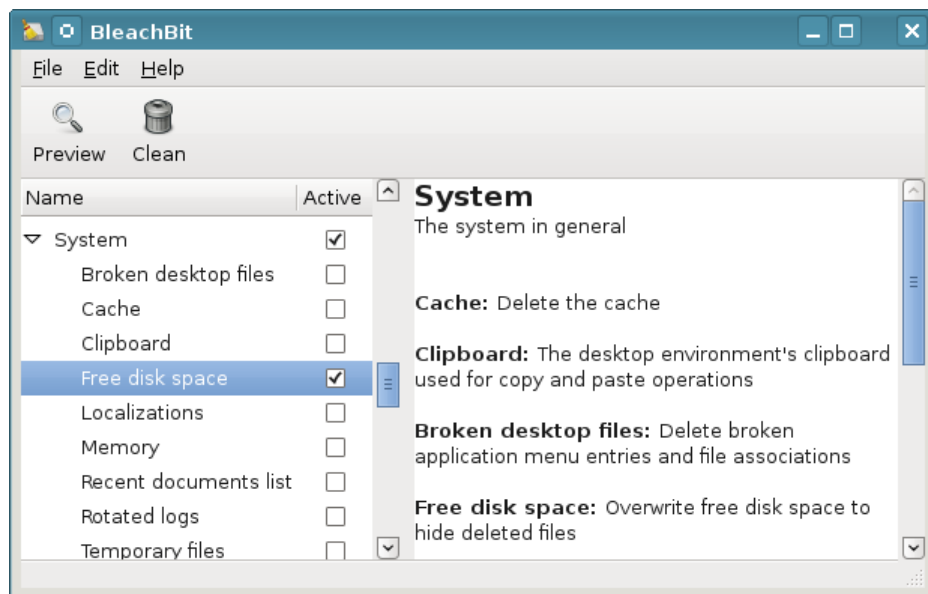 BleachBit
File Edit Help
Preview Clean
Name Active
System
Broken desktop files
Cache
Clipboard
Free disk space
Localizations
Memory
Recent documents list
Rotated logs
Temporary files
System
The system in general
Cache: Delete the cache
Clipboard: The desktop environment's clipboard
used for copy and paste operations
Broken desktop files: Delete broken
application menu entries and file associations
Free disk space: Overwrite free disk space to
hide deleted files